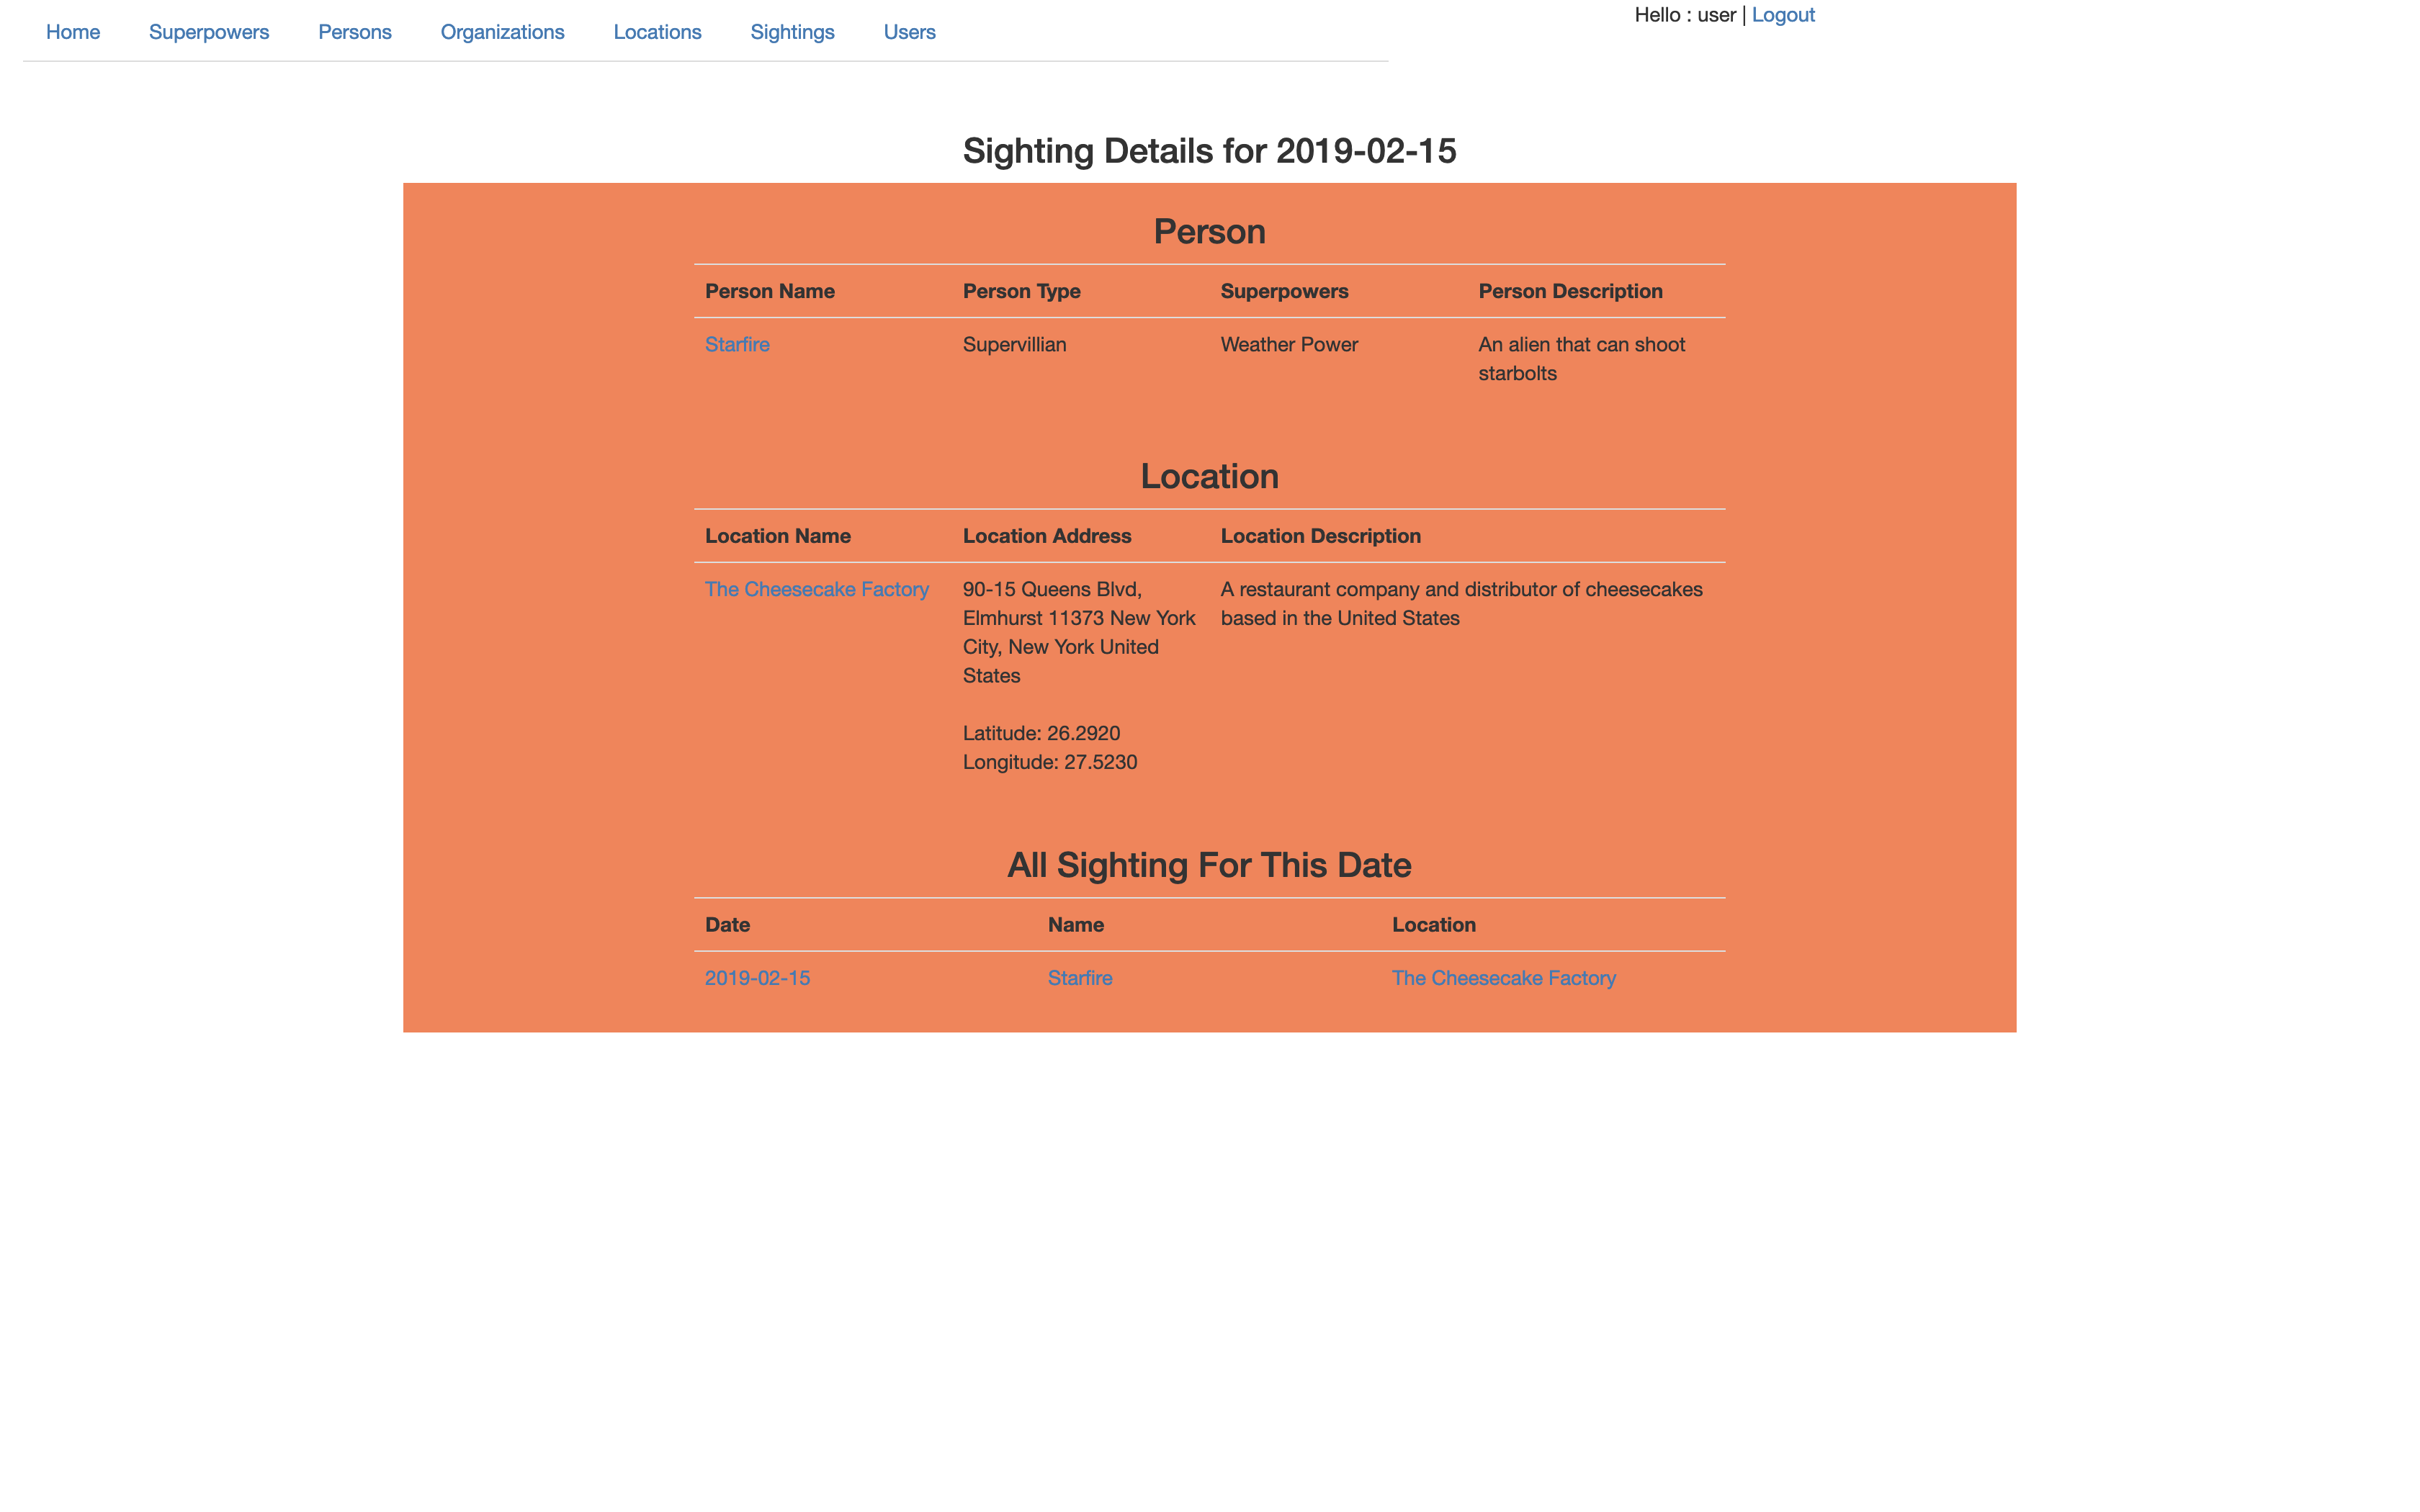 Home Superpowers Persons Organizations Locations Sightings Users
Hello : user | Logout
Sighting Details for 2019-02-15
Person
Person Name Person Type Superpowers Person Description
Starfire Supervillian Weather Power An alien that can shoot
starbolts
Location
Location Name Location Address Location Description
The Cheesecake Factory 90-15 Queens Blvd, A restaurant company and distributor of cheesecakes
Elmhurst 11373 New York based in the United States
City, New York United
States
Latitude: 26.2920
Longitude: 27.5230
All Sighting For This Date
Date Name Location
2019-02-15 Starfire The Cheesecake Factory